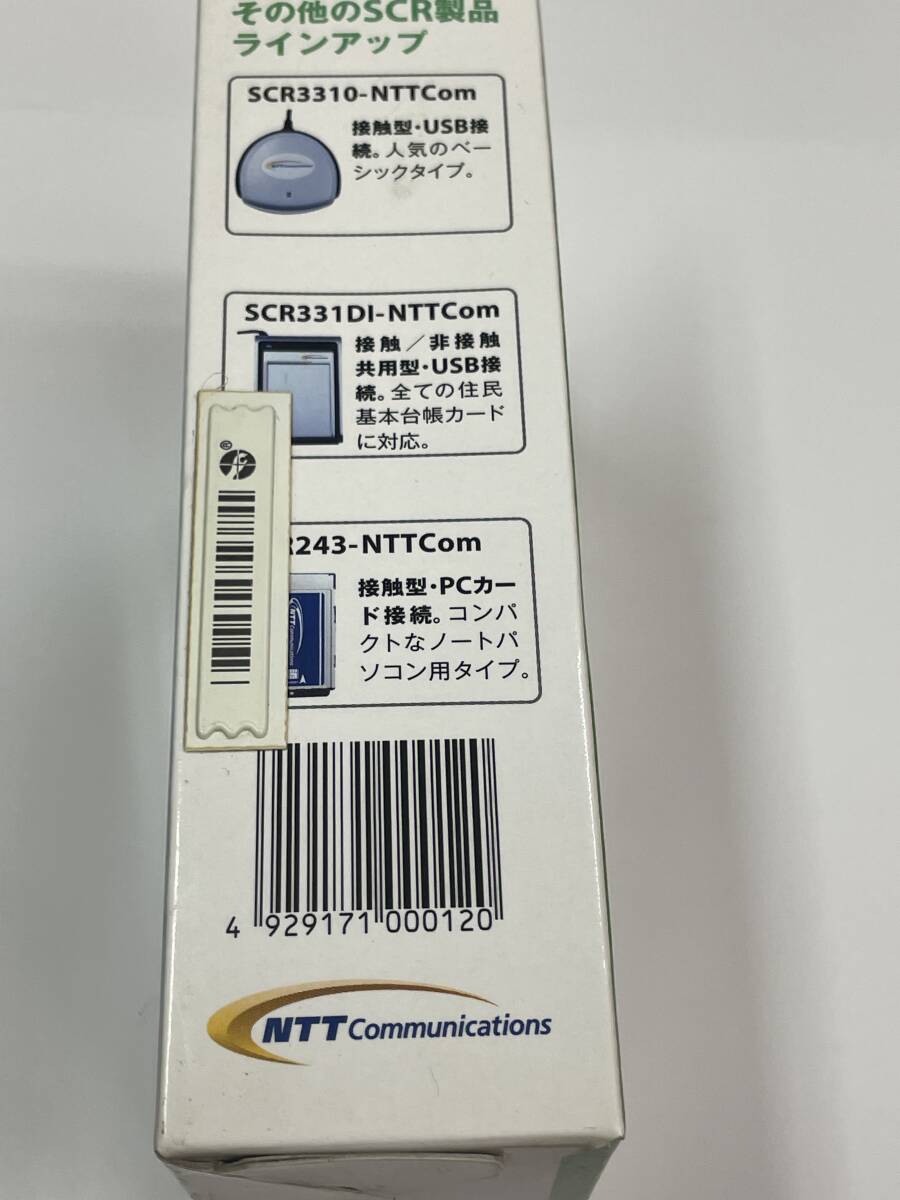 その他のSCR製品
ラインアップ
SCR3310-NTTCom
接触型・USB接
続。人気のベー
シックタイプ。
SCR331DI-NTTCom
接触／非接触
共用型・USB接
続。全ての住民
基本台帳カード
に対応。
R243-NTTCom
接触型・PCカー
ド接続。コンパ
クトなノートパ
ソコン用タイプ。
NTT Communications
4 929171 000120
NTT Communications